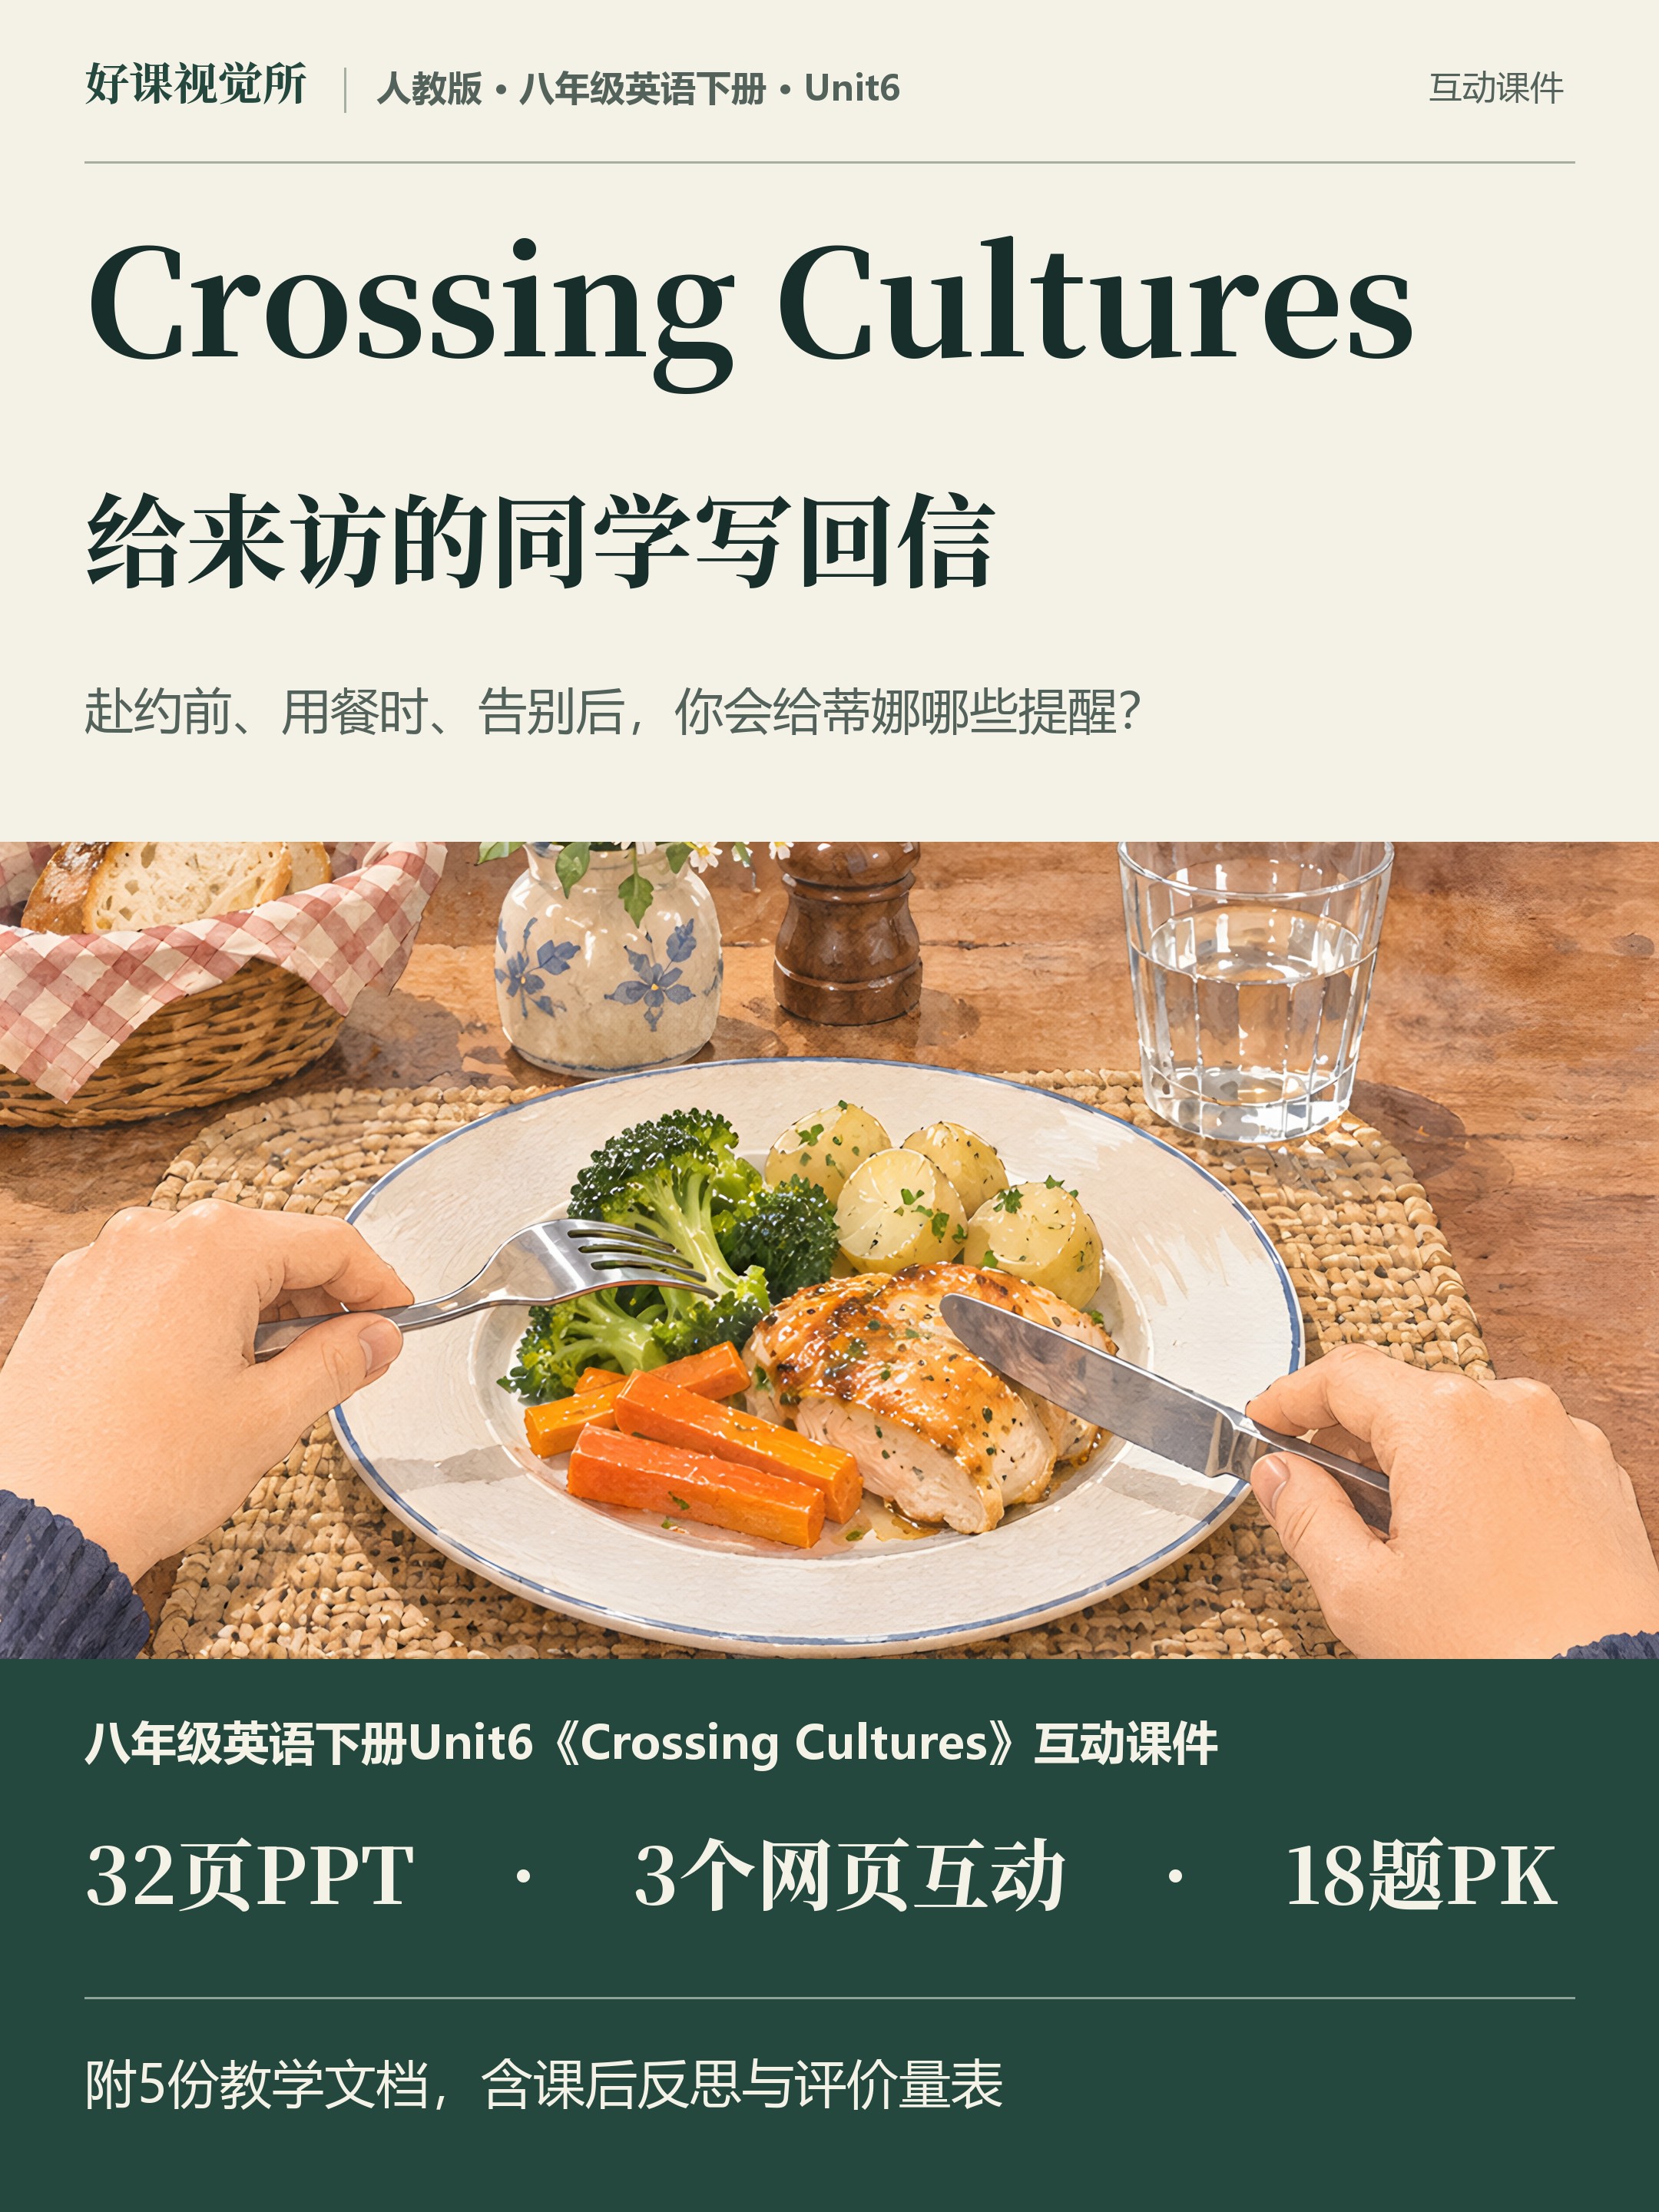 好课视觉所
人教版·八年级英语下册·Unit6
互动课件
Crossing Cultures
给来访的同学写回信
赴约前、用餐时、告别后，你会给蒂娜哪些提醒？
八年级英语下册Unit6《Crossing Cultures》互动课件
32页PPT · 3个网页互动 · 18题PK
附5份教学文档，含课后反思与评价量表